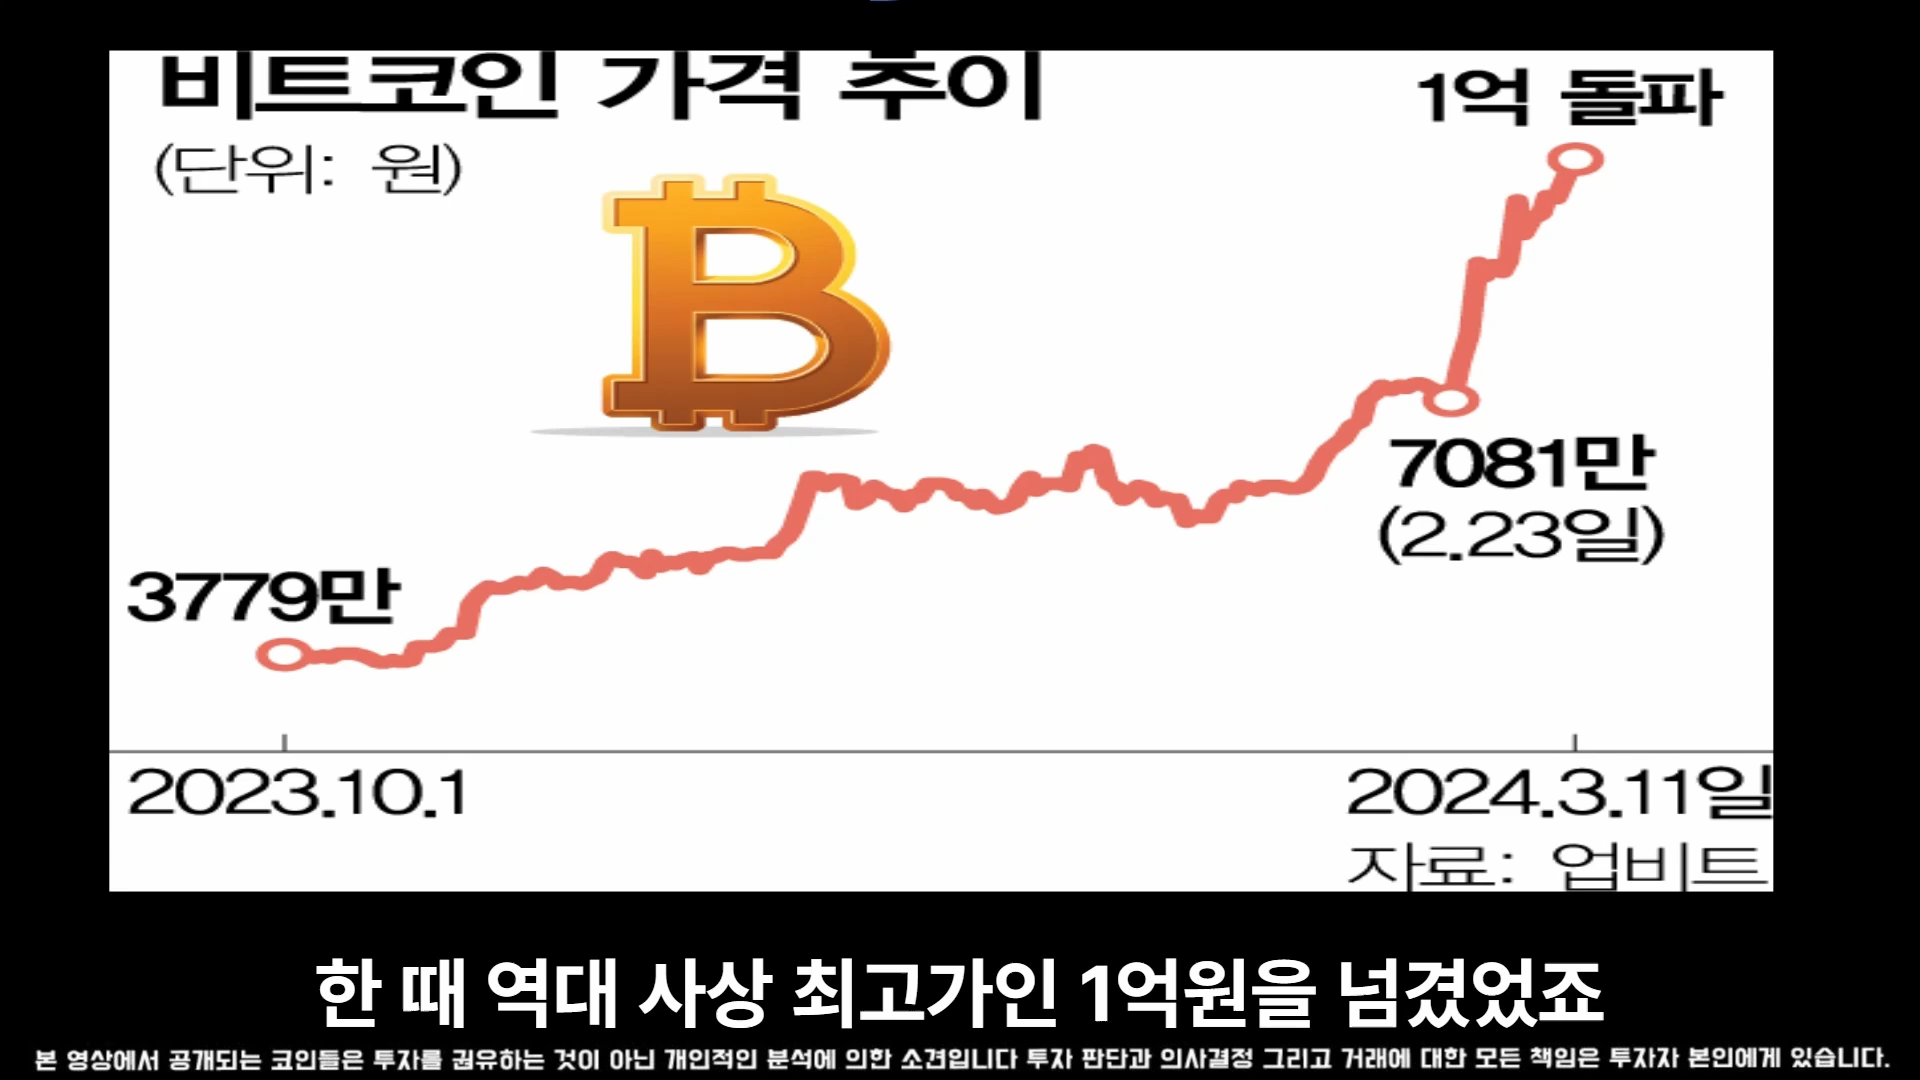 비트코인 가격 추이
1억 돌파
(단위: 원)
7081만
(2.23일)
3779만
2023.10.1
2024.3.11일
자료: 업비트
한 때 역대 사상 최고가인 1억원을 넘겼었죠
본 영상에서 공개되는 코인들은 투자를 권유하는 것이 아닌 개인적인 분석에 의한 소견입니다 투자 판단과 의사결정 그리고 거래에 대한 모든 책임은 투자자 본인에게 있습니다.